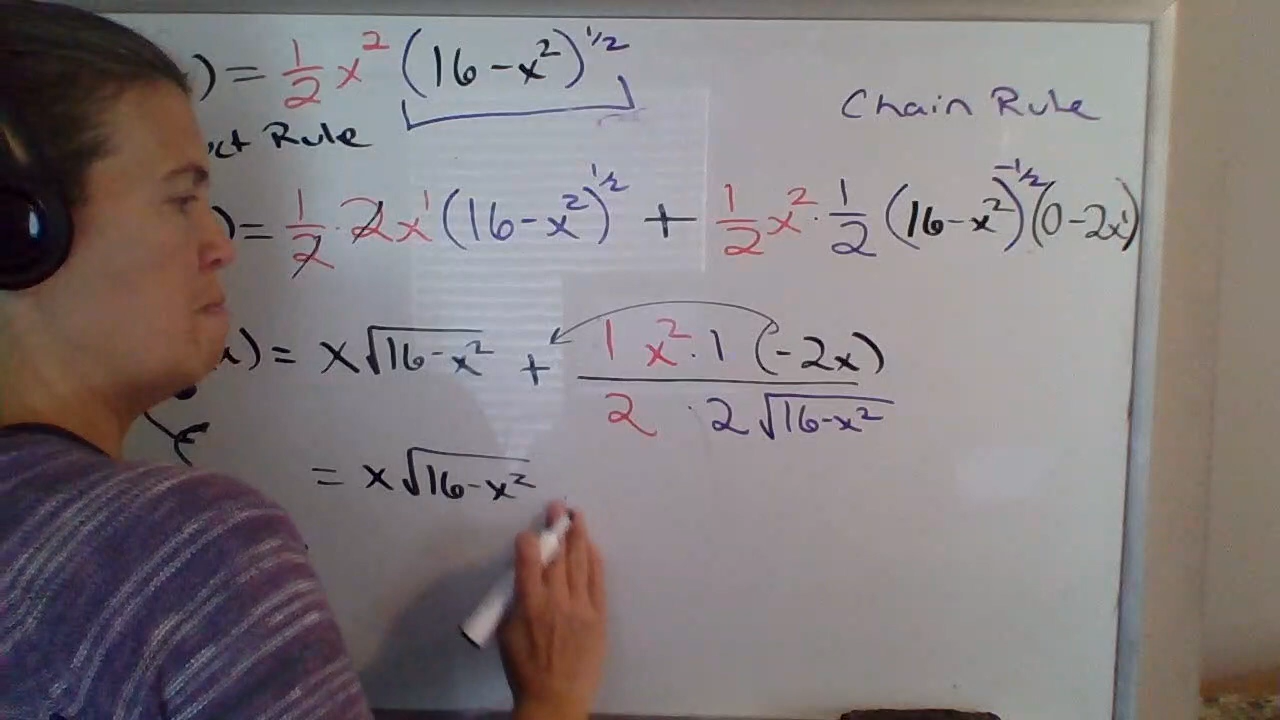 ) = 1/2 x² (16-x²)^1/2
Chain Rule
ct Rule
) = 1/2 · 2x¹ (16-x²)^1/2 + 1/2 x² · 1/2 (16-x²)^-1/2 (0-2x¹)
x) = x√16-x² + 1 x² · 1 (-2x) / 2 · 2√16-x²
= x√16-x²